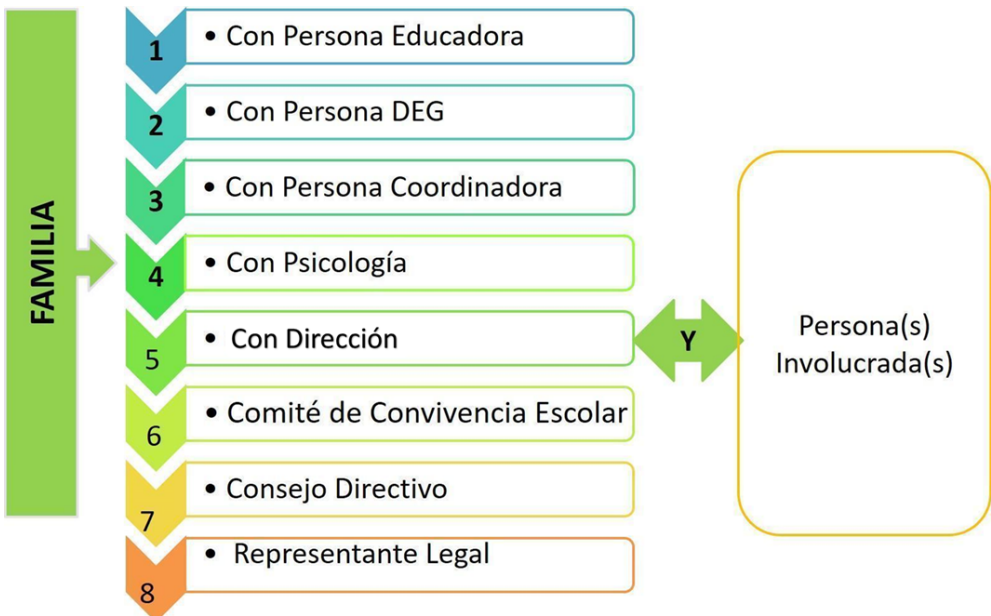 FAMILIA
1
• Con Persona Educadora
2
• Con Persona DEG
3
• Con Persona Coordinadora
4
• Con Psicología
5
• Con Dirección
6
• Comité de Convivencia Escolar
7
• Consejo Directivo
8
• Representante Legal
Y
Persona(s)
Involucrada(s)